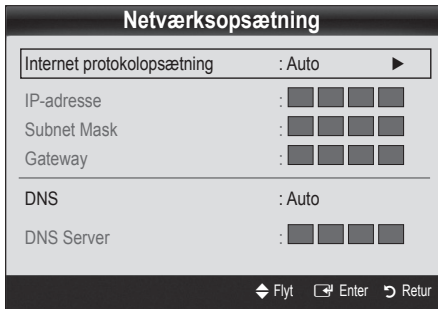 Netværksopsætning
Internet protokolopsætning : Auto ►
IP-adresse :
Subnet Mask :
Gateway :
DNS : Auto
DNS Server :
Flyt Enter Retur